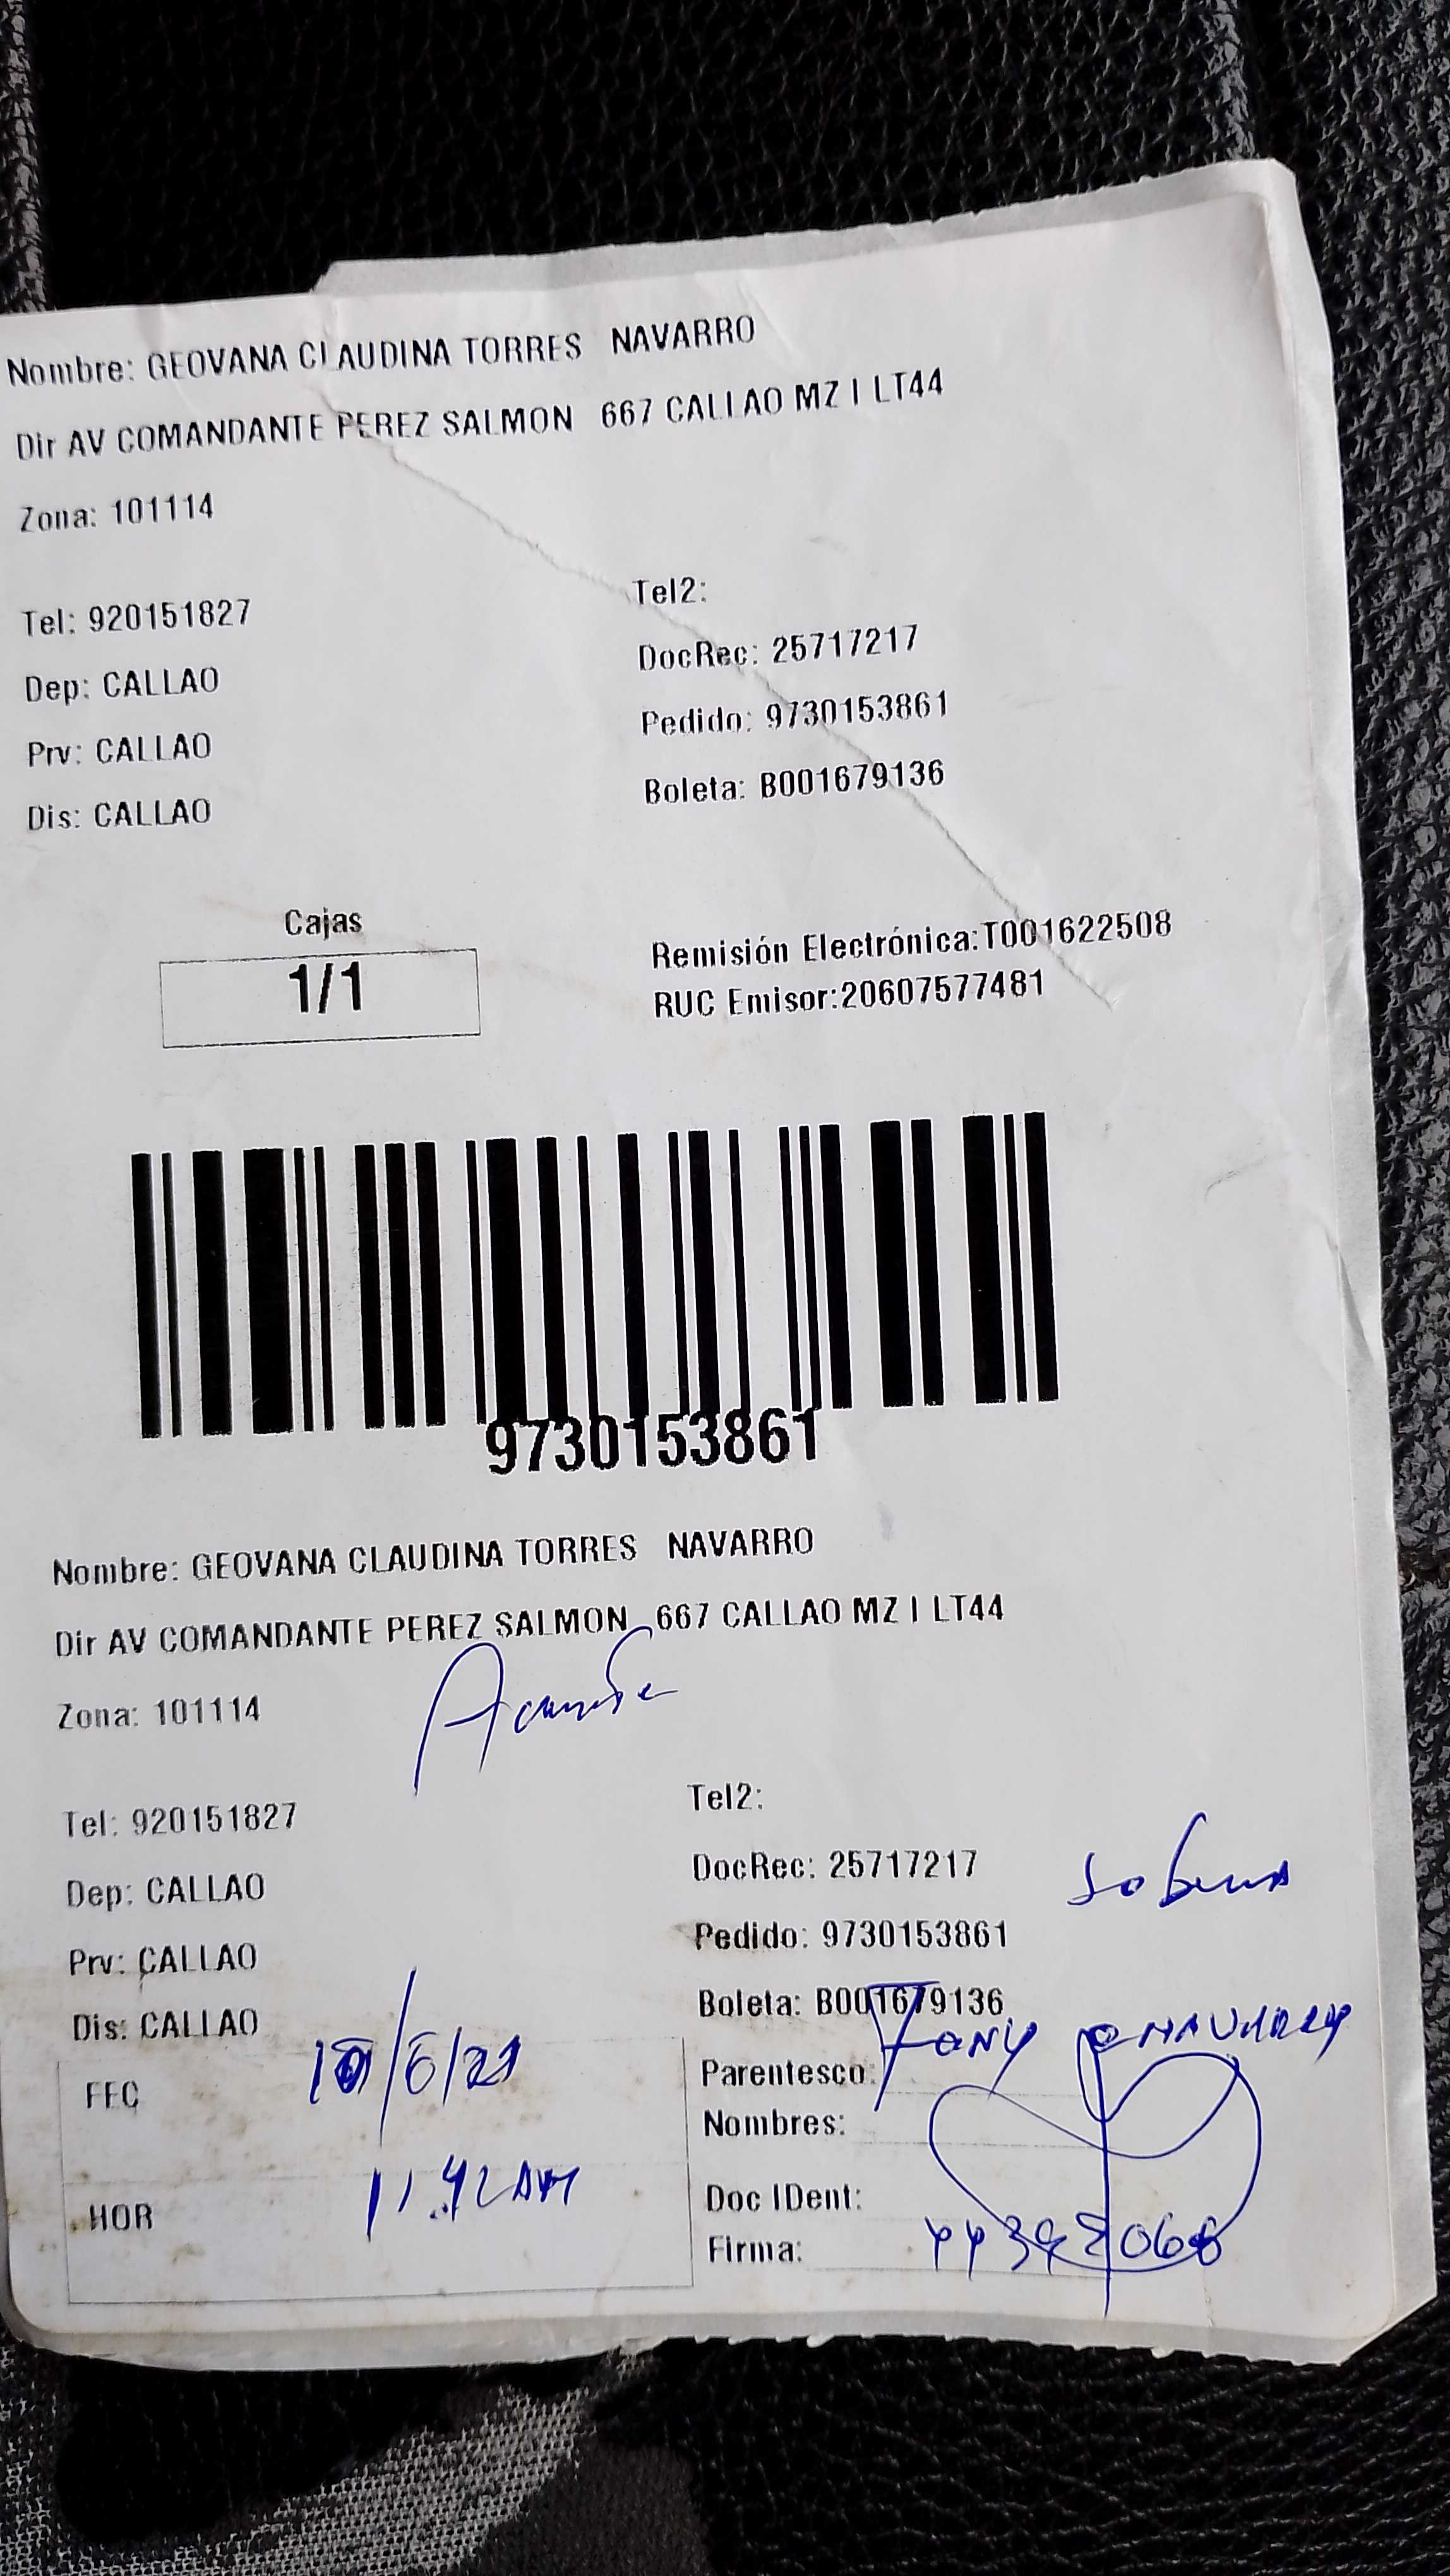 Nombre: GEOVANA CLAUDINA TORRES NAVARRO
Dir AV COMANDANTE PEREZ SALMON 667 CALLAO MZ I LT44
Zona: 101114
Tel: 920151827
Tel2:
Dep: CALLAO
DocRec: 25717217
Prv: CALLAO
Pedido: 9730153861
Dis: CALLAO
Boleta: B001679136
Cajas
1/1
Remisión Electrónica:T001622508
RUC Emisor:20607577481
9730153861
Nombre: GEOVANA CLAUDINA TORRES NAVARRO
Dir AV COMANDANTE PEREZ SALMON 667 CALLAO MZ I LT44
Zona: 101114
Tel: 920151827
Tel2:
Dep: CALLAO
DocRec: 25717217
Prv: CALLAO
Pedido: 9730153861
Dis: CALLAO
Boleta: B001679136
FEC
Parentesco:
Nombres:
HOR 11:42 AM
Doc IDent:
Firma: